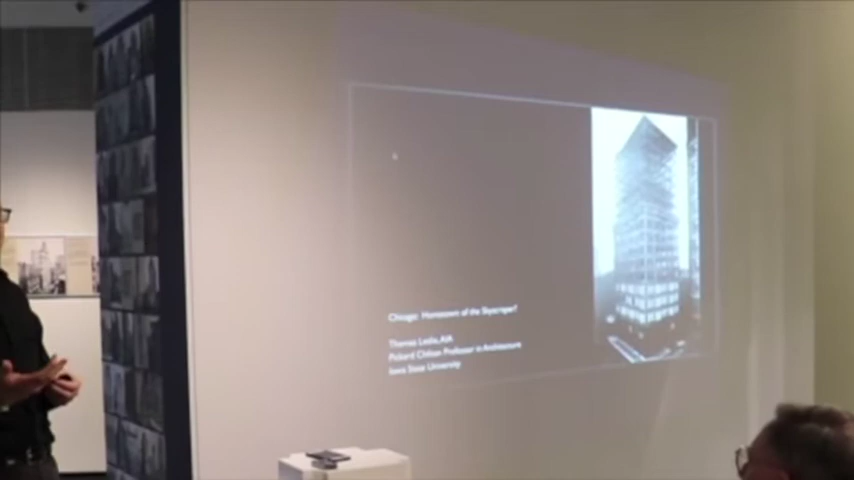 Chicago: Hometown of the Skyscraper?
Thomas Leslie, AIA
Pickard Chilton Professor in Architecture
Iowa State University